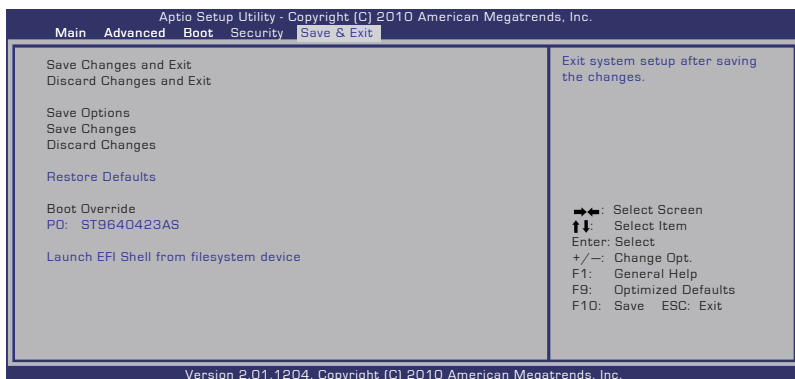 Aptio Setup Utility - Copyright (C) 2010 American Megatrends, Inc.
Main Advanced Boot Security Save & Exit
Save Changes and Exit
Discard Changes and Exit
Save Options
Save Changes
Discard Changes
Restore Defaults
Boot Override
P0: ST9640423AS
Launch EFI Shell from filesystem device
Exit system setup after saving
the changes.
→←: Select Screen
↑↓: Select Item
Enter: Select
+/—: Change Opt.
F1: General Help
F9: Optimized Defaults
F10: Save ESC: Exit
Version 2.01.1204. Copyright (C) 2010 American Megatrends, Inc.